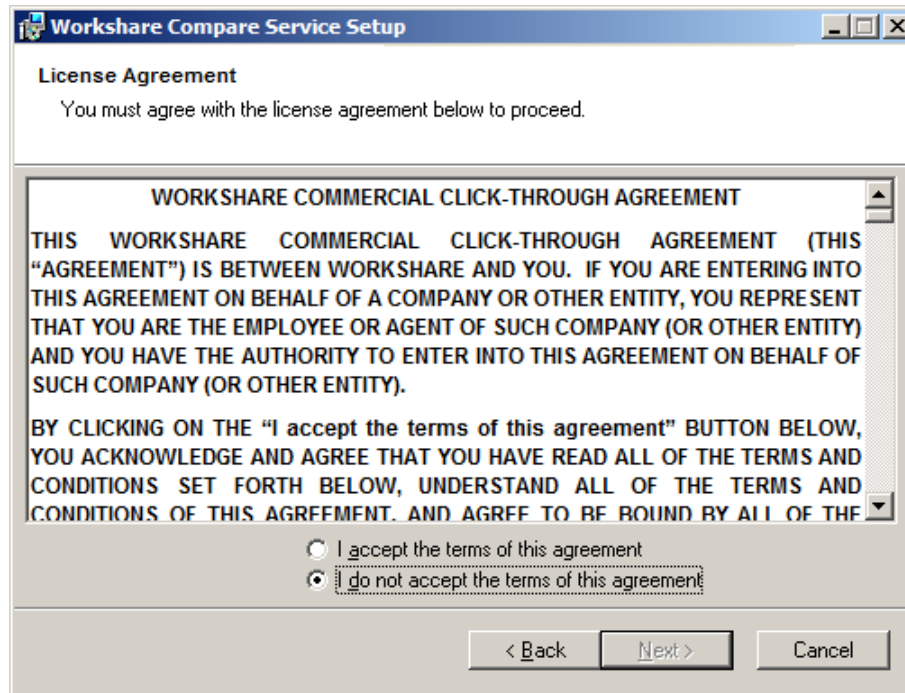 Workshare Compare Service Setup
License Agreement
You must agree with the license agreement below to proceed.
WORKSHARE COMMERCIAL CLICK-THROUGH AGREEMENT
THIS WORKSHARE COMMERCIAL CLICK-THROUGH AGREEMENT (THIS
“AGREEMENT”) IS BETWEEN WORKSHARE AND YOU. IF YOU ARE ENTERING INTO
THIS AGREEMENT ON BEHALF OF A COMPANY OR OTHER ENTITY, YOU REPRESENT
THAT YOU ARE THE EMPLOYEE OR AGENT OF SUCH COMPANY (OR OTHER ENTITY)
AND YOU HAVE THE AUTHORITY TO ENTER INTO THIS AGREEMENT ON BEHALF OF
SUCH COMPANY (OR OTHER ENTITY).
BY CLICKING ON THE “I accept the terms of this agreement” BUTTON BELOW,
YOU ACKNOWLEDGE AND AGREE THAT YOU HAVE READ ALL OF THE TERMS AND
CONDITIONS SET FORTH BELOW, UNDERSTAND ALL OF THE TERMS AND
CONDITIONS OF THIS AGREEMENT, AND AGREE TO BE BOUND BY ALL OF THE
I accept the terms of this agreement
I do not accept the terms of this agreement
< Back Next > Cancel